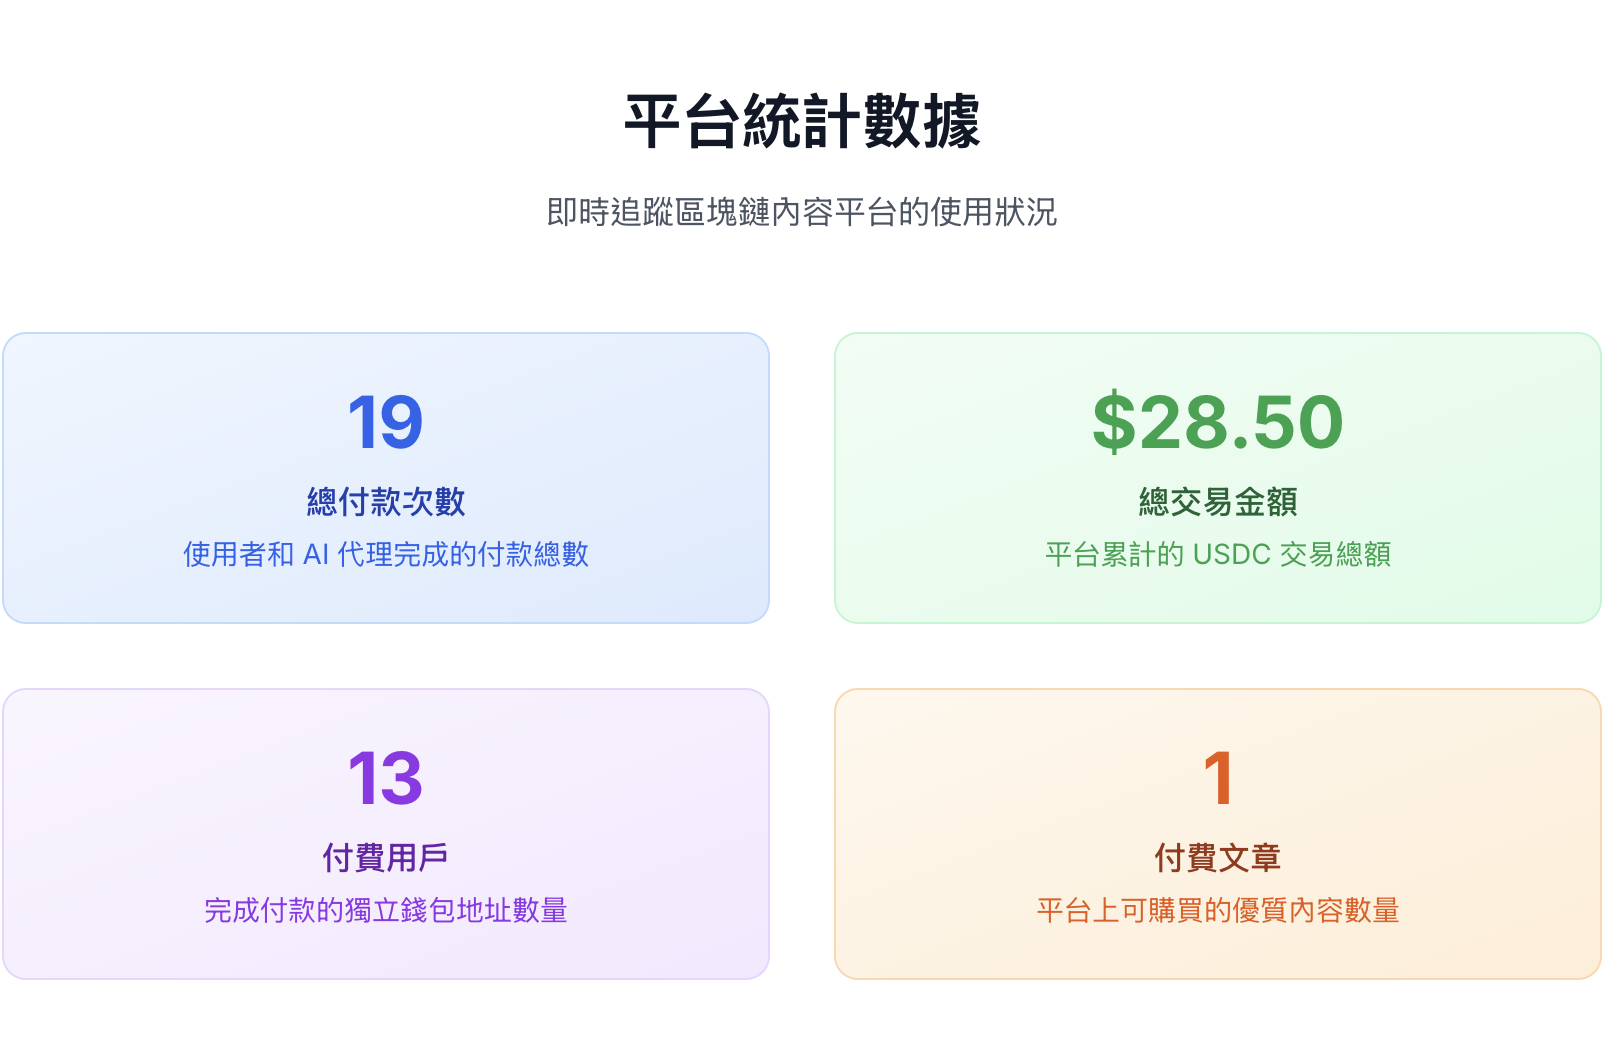 平台統計數據
即時追蹤區塊鏈內容平台的使用狀況
19
總付款次數
使用者和 AI 代理完成的付款總數
$28.50
總交易金額
平台累計的 USDC 交易總額
13
付費用戶
完成付款的獨立錢包地址數量
1
付費文章
平台上可購買的優質內容數量